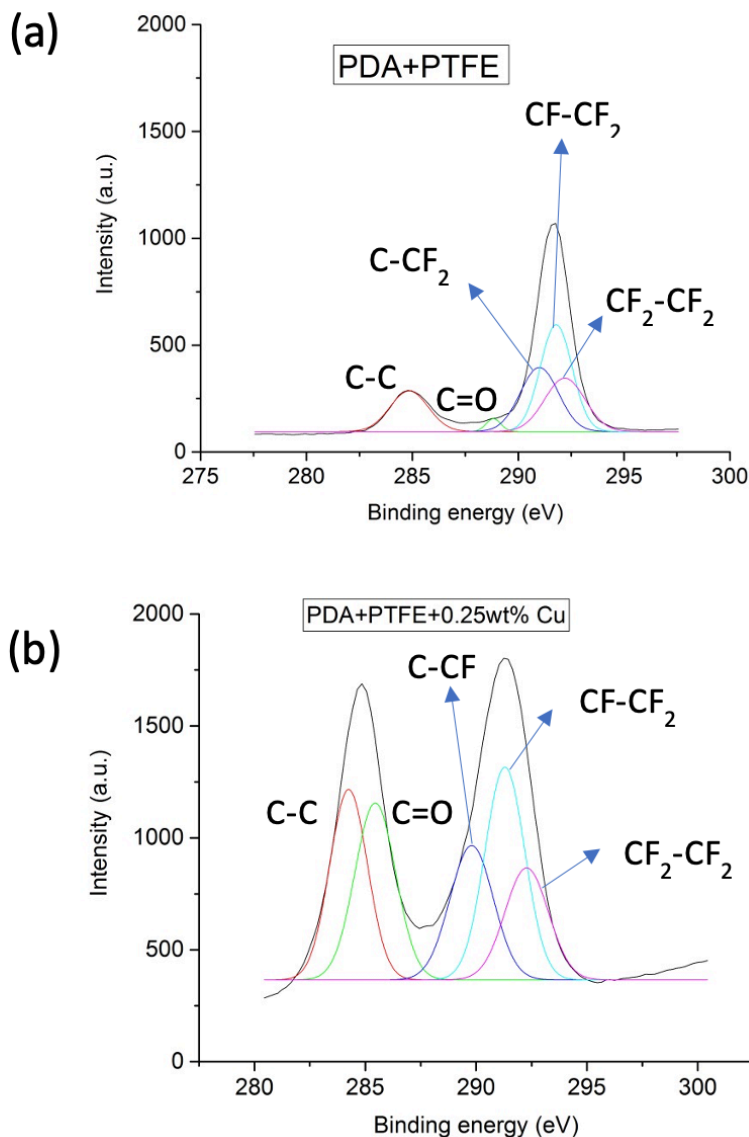 (a)
PDA+PTFE
CF-CF₂
C-CF₂
CF₂-CF₂
C-C
C=O
2000
1500
1000
500
0
Intensity (a.u.)
275 280 285 290 295 300
Binding energy (eV)
(b)
PDA+PTFE+0.25wt% Cu
C-CF
CF-CF₂
C-C
C=O
CF₂-CF₂
2000
1500
1000
500
0
Intensity (a.u.)
280 285 290 295 300
Binding energy (eV)